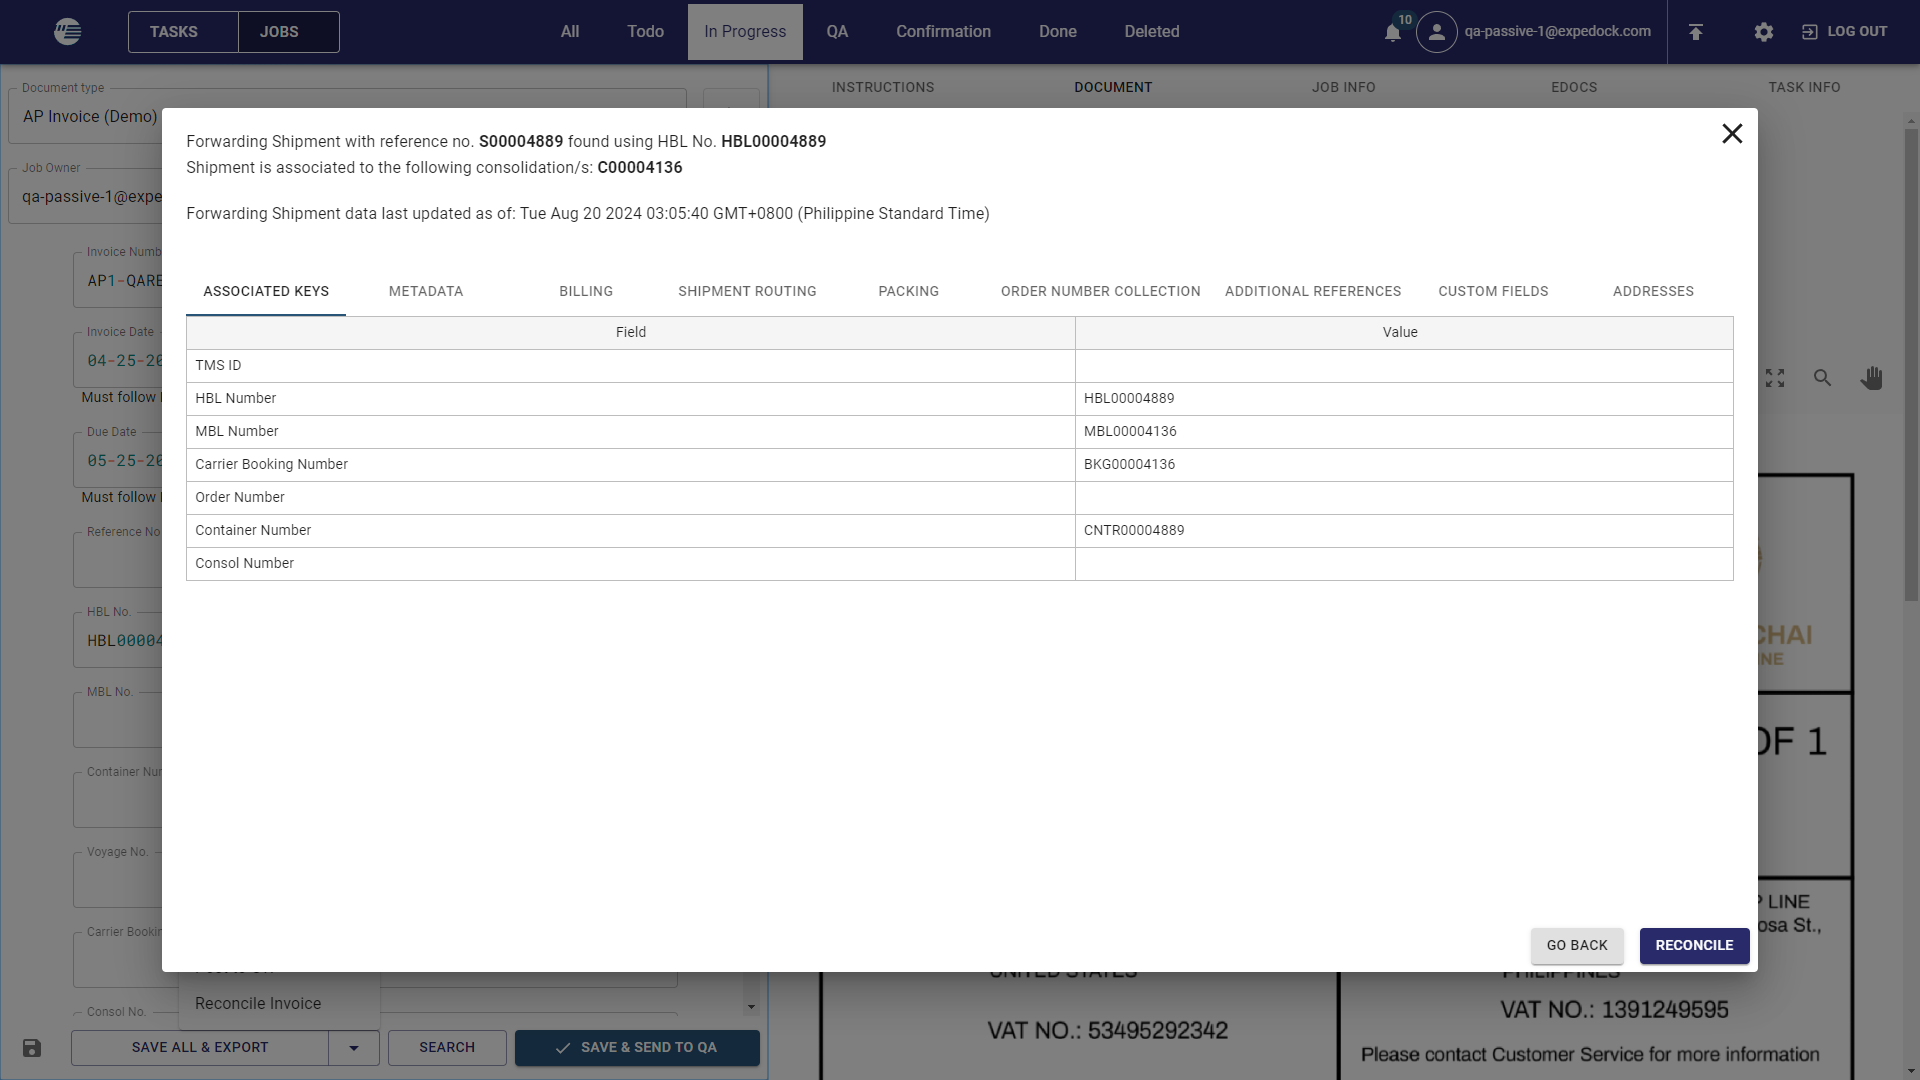 TASKS
JOBS
All
Todo
In Progress
QA
Confirmation
Done
Deleted
10
qa-passive-1@expedock.com
LOG OUT
Document type
AP Invoice (Demo)
Job Owner
qa-passive-1@expe
INSTRUCTIONS
DOCUMENT
JOB INFO
EDOCS
TASK INFO
Forwarding Shipment with reference no. S00004889 found using HBL No. HBL00004889
Shipment is associated to the following consolidation/s: C00004136
Forwarding Shipment data last updated as of: Tue Aug 20 2024 03:05:40 GMT+0800 (Philippine Standard Time)
ASSOCIATED KEYS
METADATA
BILLING
SHIPMENT ROUTING
PACKING
ORDER NUMBER COLLECTION
ADDITIONAL REFERENCES
CUSTOM FIELDS
ADDRESSES
Field Value
TMS ID
HBL Number HBL00004889
MBL Number MBL00004136
Carrier Booking Number BKG00004136
Order Number
Container Number CNTR00004889
Consol Number
GO BACK
RECONCILE
Invoice Numb
AP1-QARE
Invoice Date
04-25-20
Must follow
Due Date
05-25-20
Must follow
Reference No
HBL No.
HBL00004
MBL No.
Container Nu
Voyage No.
Carrier Bookin
Consol No.
Reconcile Invoice
SAVE ALL & EXPORT
SEARCH
SAVE & SEND TO QA
CHAI
NE
OF 1
LINE
osa St.,
UNITED STATES
PHILIPPINES
VAT NO.: 53495292342
VAT NO.: 1391249595
Please contact Customer Service for more information